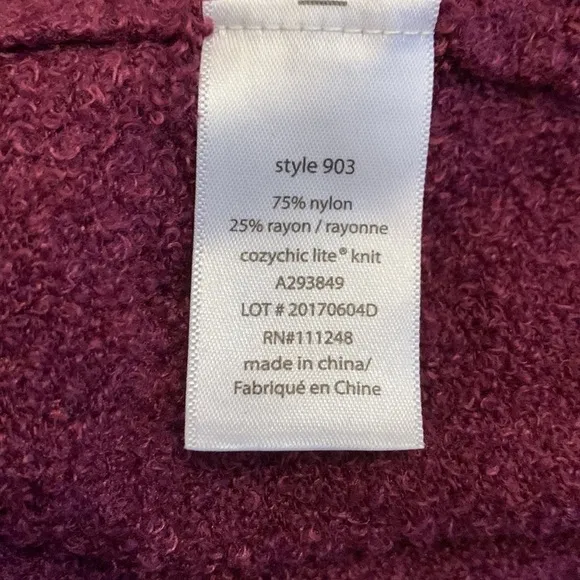 style 903
75% nylon
25% rayon / rayonne
cozychic lite® knit
A293849
LOT # 20170604D
RN#111248
made in china/
Fabriqué en Chine